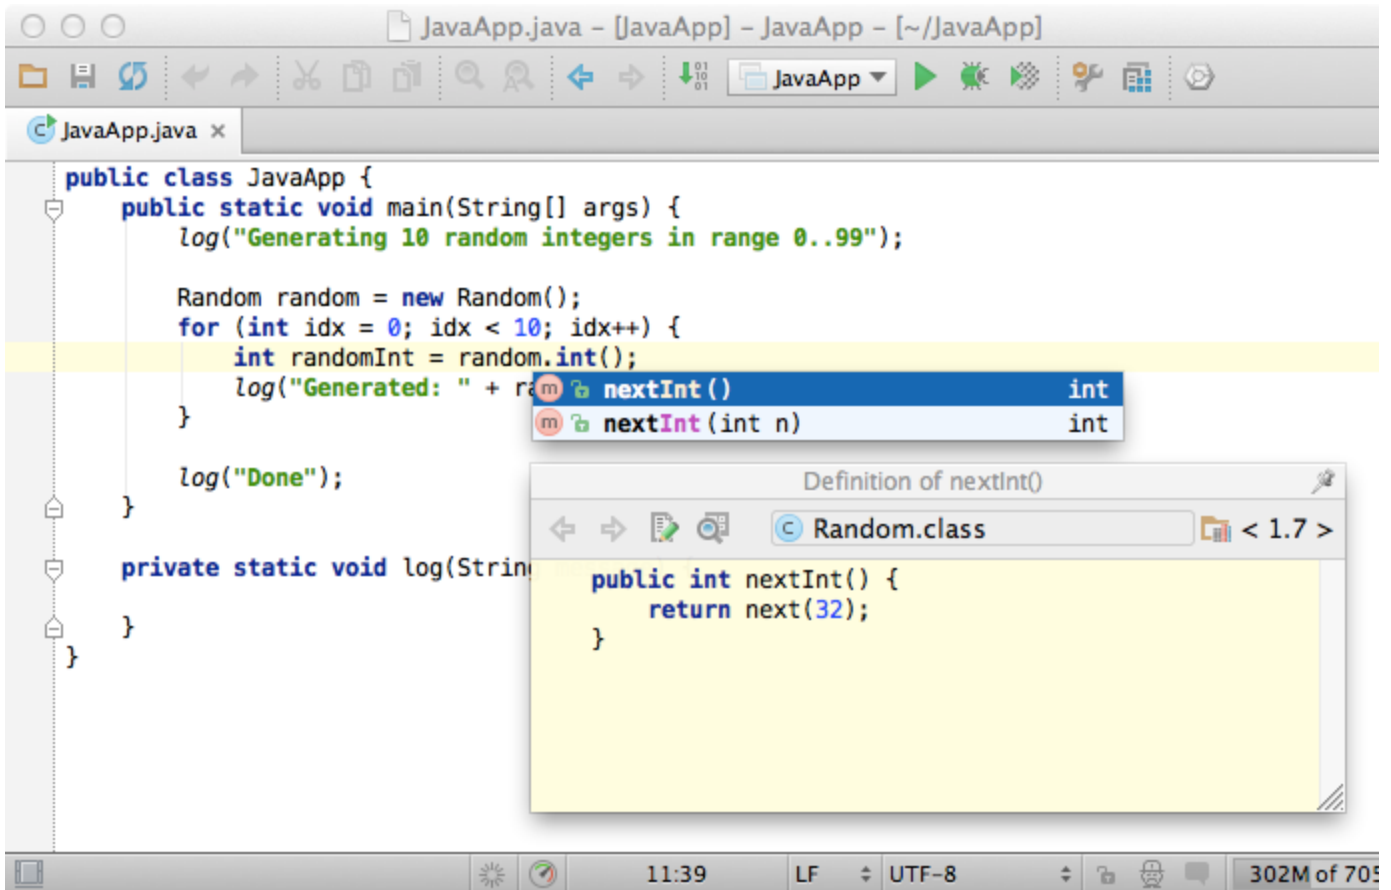 JavaApp.java – [JavaApp] – JavaApp – [~/JavaApp]
JavaApp
JavaApp.java
public class JavaApp {
public static void main(String[] args) {
log("Generating 10 random integers in range 0..99");
Random random = new Random();
for (int idx = 0; idx < 10; idx++) {
int randomInt = random.int();
log("Generated: " +
nextInt() int
nextInt(int n) int
}
log("Done");
}
private static void log(String
}
}
Definition of nextInt()
Random.class < 1.7 >
public int nextInt() {
return next(32);
}
11:39 LF UTF-8 302M of 705